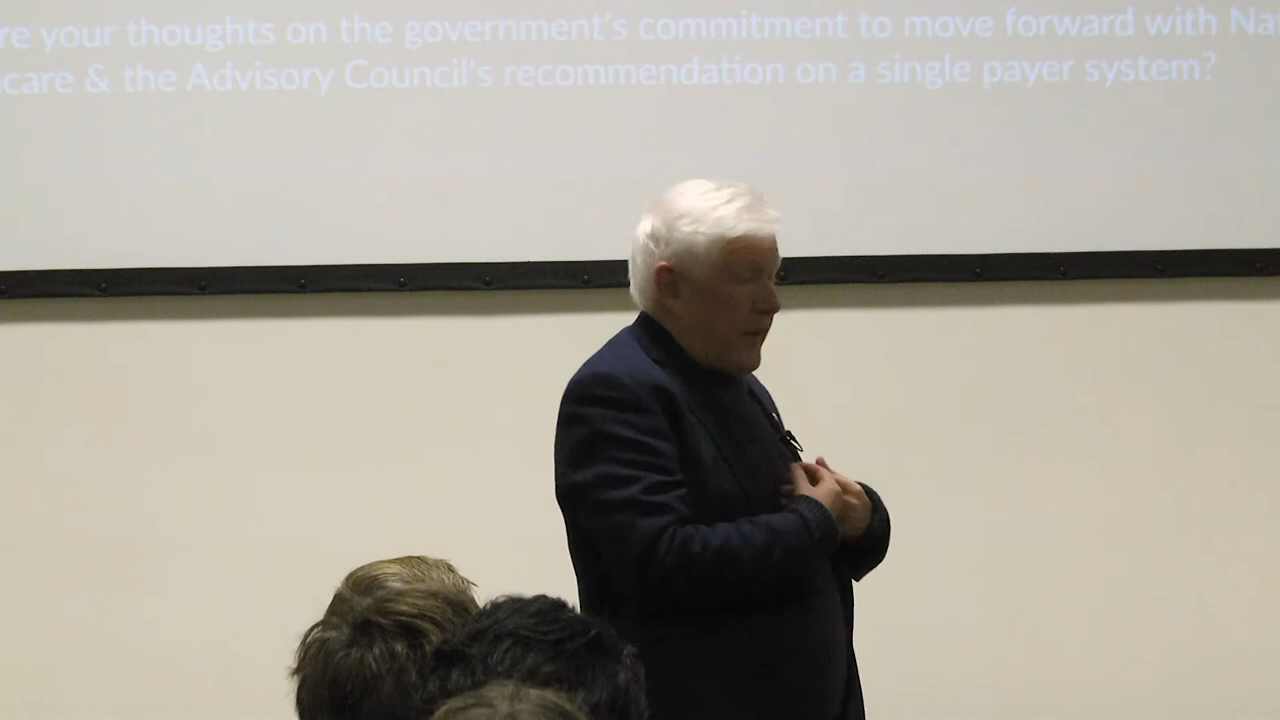 re your thoughts on the government's commitment to move forward with Na
care & the Advisory Council's recommendation on a single payer system?